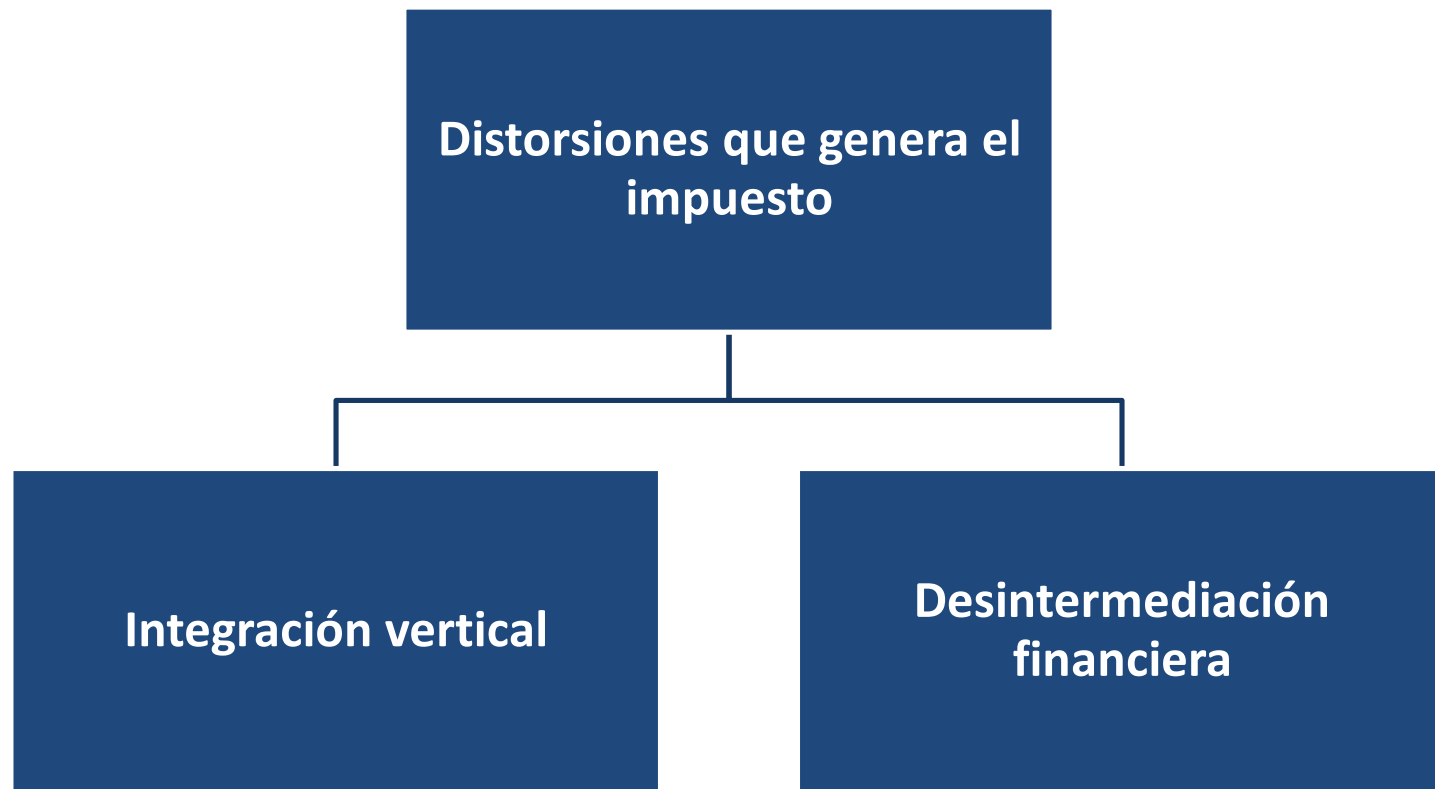 Distorsiones que genera el
impuesto
Integración vertical
Desintermediación
financiera